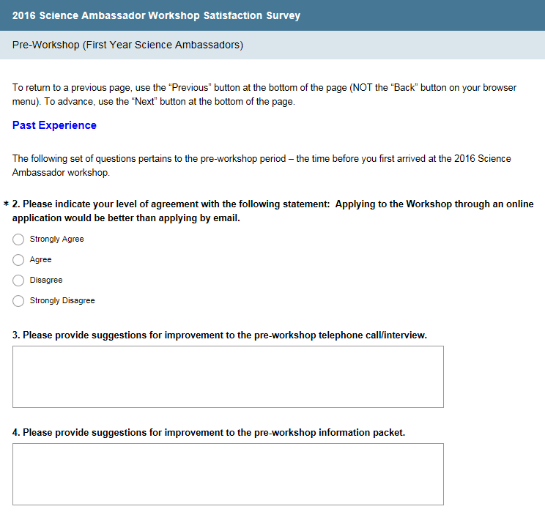 2016 Science Ambassador Workshop Satisfaction Survey
Pre-Workshop (First Year Science Ambassadors)
To return to a previous page, use the "Previous" button at the bottom of the page (NOT the "Back" button on your browser
menu). To advance, use the "Next" button at the bottom of the page.
Past Experience
The following set of questions pertains to the pre-workshop period – the time before you first arrived at the 2016 Science
Ambassador workshop.
* 2. Please indicate your level of agreement with the following statement: Applying to the Workshop through an online
application would be better than applying by email.
Strongly Agree
Agree
Disagree
Strongly Disagree
3. Please provide suggestions for improvement to the pre-workshop telephone call/interview.
4. Please provide suggestions for improvement to the pre-workshop information packet.